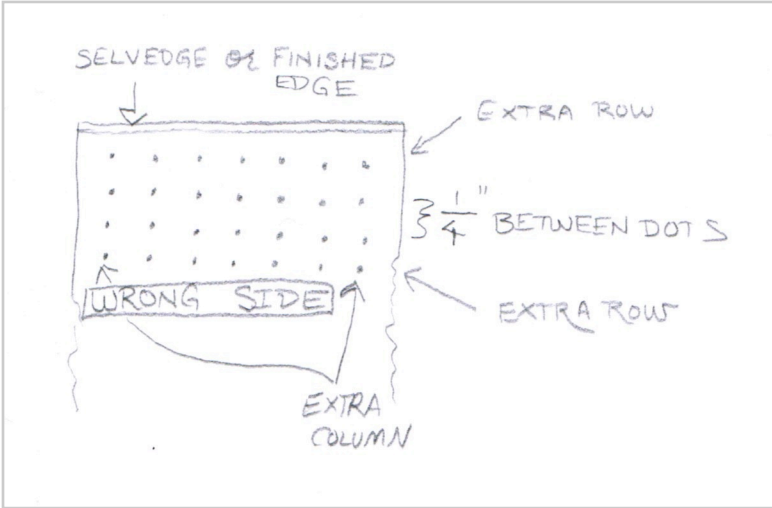 SELVEDGE OR FINISHED
EDGE
EXTRA ROW
1/4" BETWEEN DOTS
WRONG SIDE
EXTRA ROW
EXTRA
COLUMN